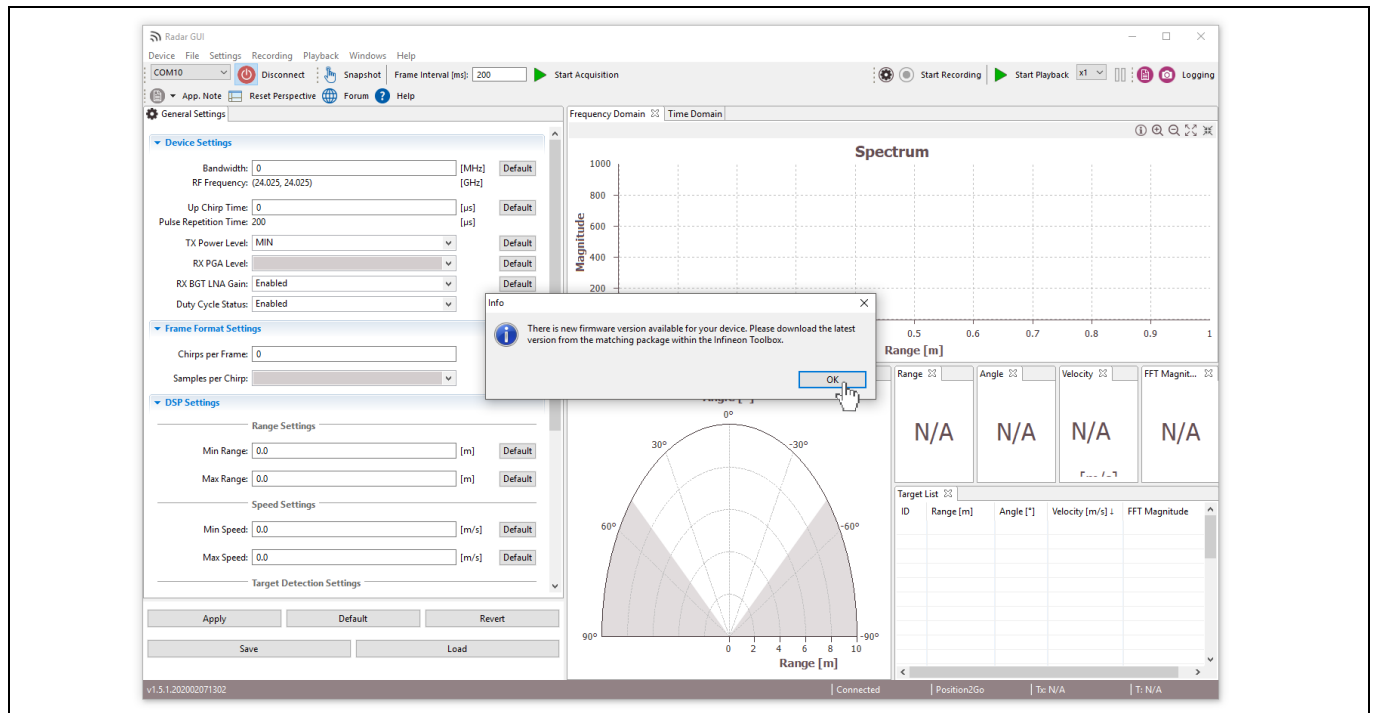 Radar GUI
Device File Settings Recording Playback Windows Help
COM10 Disconnect Snapshot Frame Interval [ms]: 200 Start Acquisition Start Recording Start Playback x1 Logging
App. Note Reset Perspective Forum Help
General Settings
Device Settings
Bandwidth: 0 [MHz] Default
RF Frequency: (24.025, 24.025) [GHz]
Up Chirp Time: 0 [µs] Default
Pulse Repetition Time: 200 [µs]
TX Power Level: MIN Default
RX PGA Level: Default
RX BGT LNA Gain: Enabled Default
Duty Cycle Status: Enabled
Frame Format Settings
Chirps per Frame: 0
Samples per Chirp:
DSP Settings
Range Settings
Min Range: 0.0 [m] Default
Max Range: 0.0 [m] Default
Speed Settings
Min Speed: 0.0 [m/s] Default
Max Speed: 0.0 [m/s] Default
Target Detection Settings
Apply Default Revert
Save Load
Frequency Domain Time Domain
Spectrum
1000
800
600
400
200
Magnitude
0.5 0.6 0.7 0.8 0.9 1
Range [m]
Info
There is new firmware version available for your device. Please download the latest
version from the matching package within the Infineon Toolbox.
OK
0°
30° -30°
60° -60°
90° -90°
0 2 4 6 8 10
Range [m]
Range Angle Velocity FFT Magnit...
N/A N/A N/A N/A
Target List
ID Range [m] Angle [°] Velocity [m/s] ↓ FFT Magnitude
v1.5.1.202002071302 Connected Position2Go Tx: N/A T: N/A